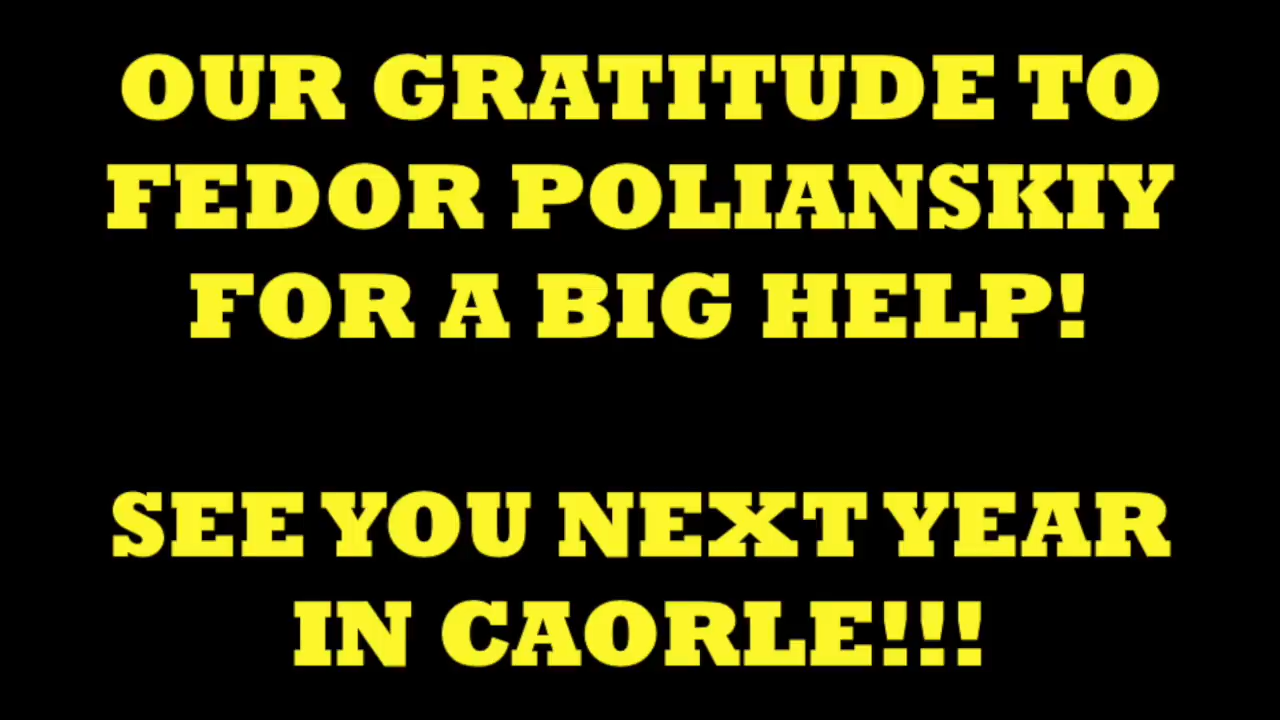 OUR GRATITUDE TO
FEDOR POLIANSKIY
FOR A BIG HELP!
SEE YOU NEXT YEAR
IN CAORLE!!!